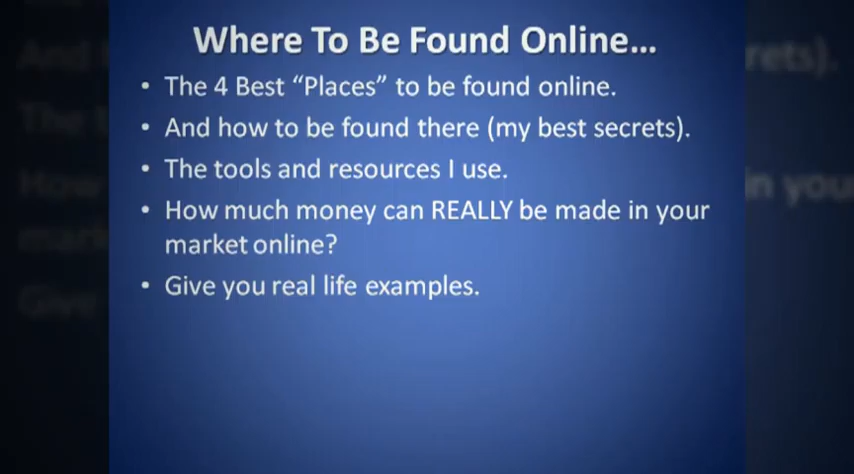 Where To Be Found Online...
• The 4 Best “Places” to be found online.
• And how to be found there (my best secrets).
• The tools and resources I use.
• How much money can REALLY be made in your
market online?
• Give you real life examples.